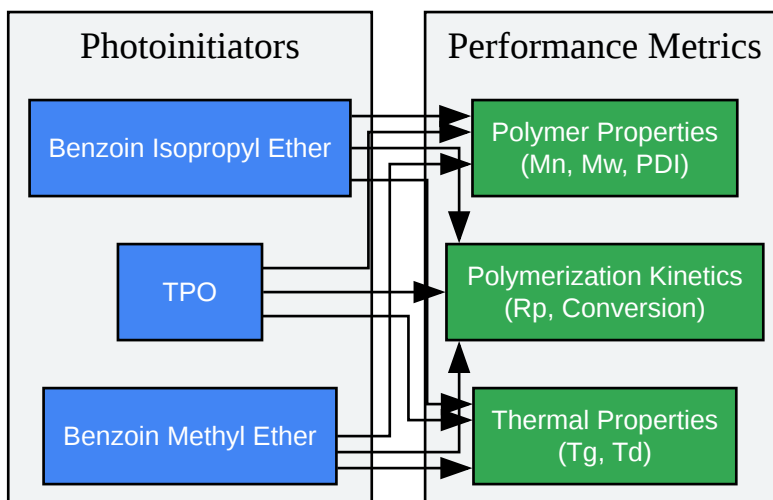 Photoinitiators
Benzoin Isopropyl Ether
TPO
Benzoin Methyl Ether
Performance Metrics
Polymer Properties
(Mn, Mw, PDI)
Polymerization Kinetics
(Rp, Conversion)
Thermal Properties
(Tg, Td)